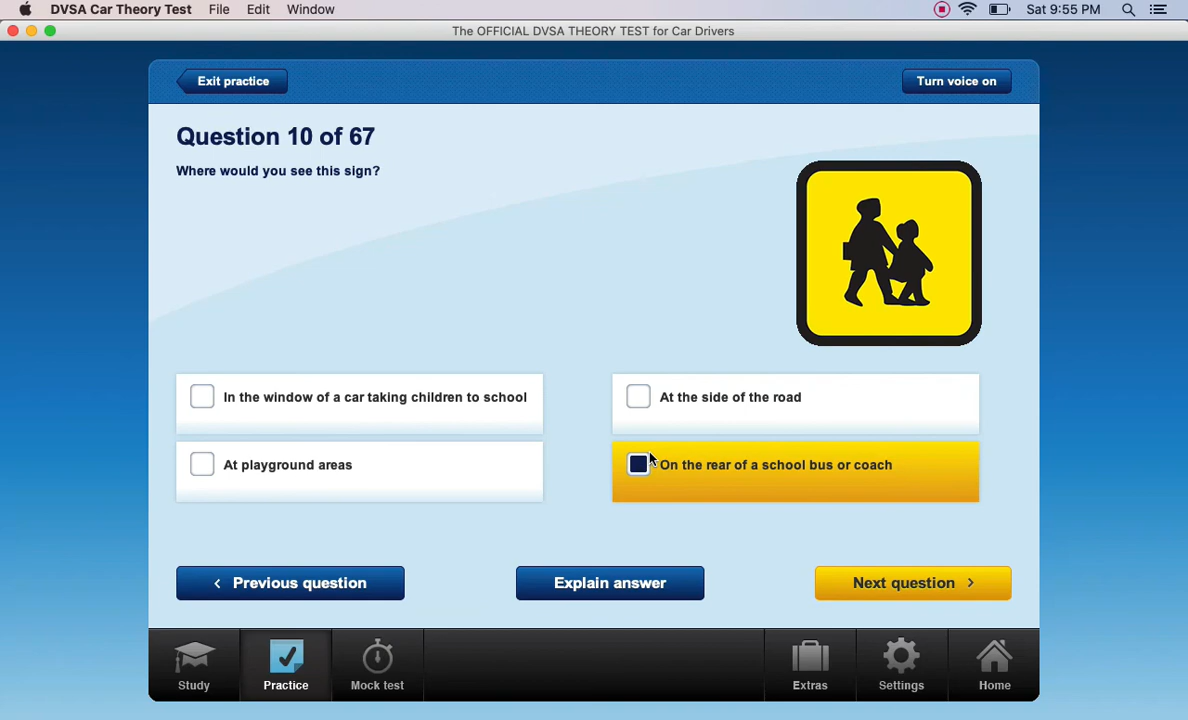 DVSA Car Theory Test File Edit Window Sat 9:55 PM
The OFFICIAL DVSA THEORY TEST for Car Drivers
Exit practice
Turn voice on
Question 10 of 67
Where would you see this sign?
In the window of a car taking children to school
At the side of the road
At playground areas
On the rear of a school bus or coach
< Previous question
Explain answer
Next question >
Study
Practice
Mock test
Extras
Settings
Home